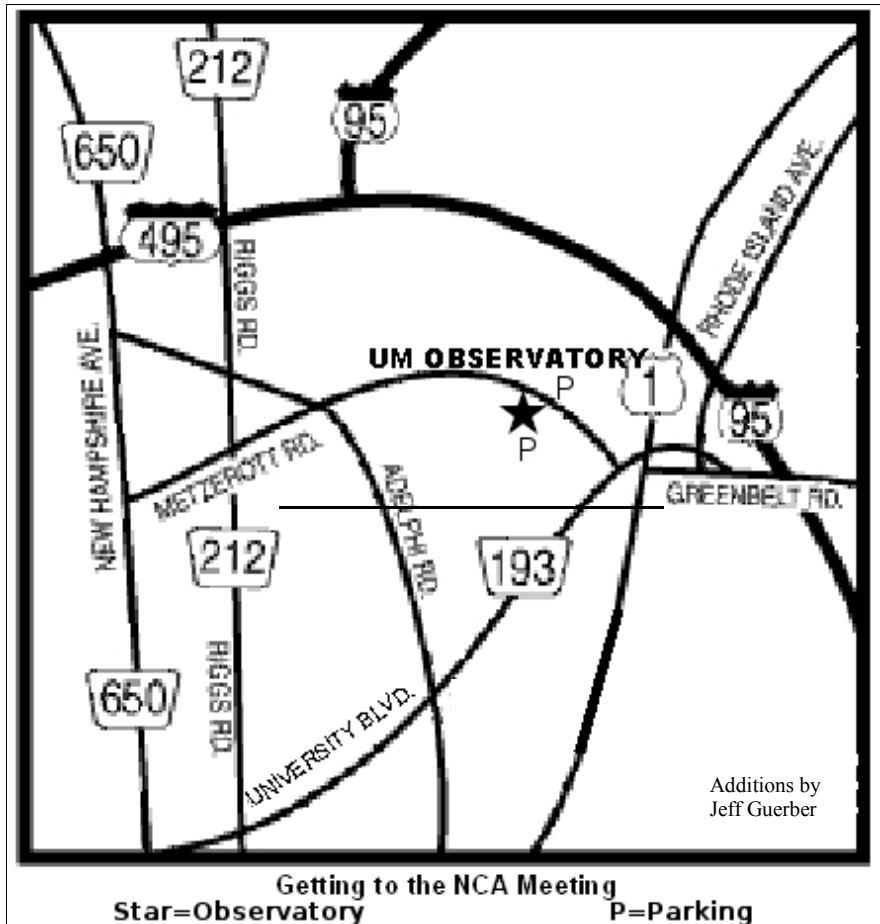 212
95
650
495
RIGGS RD.
RHODE ISLAND AVE.
UM OBSERVATORY
P
1
NEW HAMPSHIRE AVE.
95
P
METZEROTT RD.
ADELPHI RD.
GREENBELT RD.
212
193
650
RIGGS RD.
UNIVERSITY BLVD.
Additions by
Jeff Guerber
Getting to the NCA Meeting
Star=Observatory P=Parking